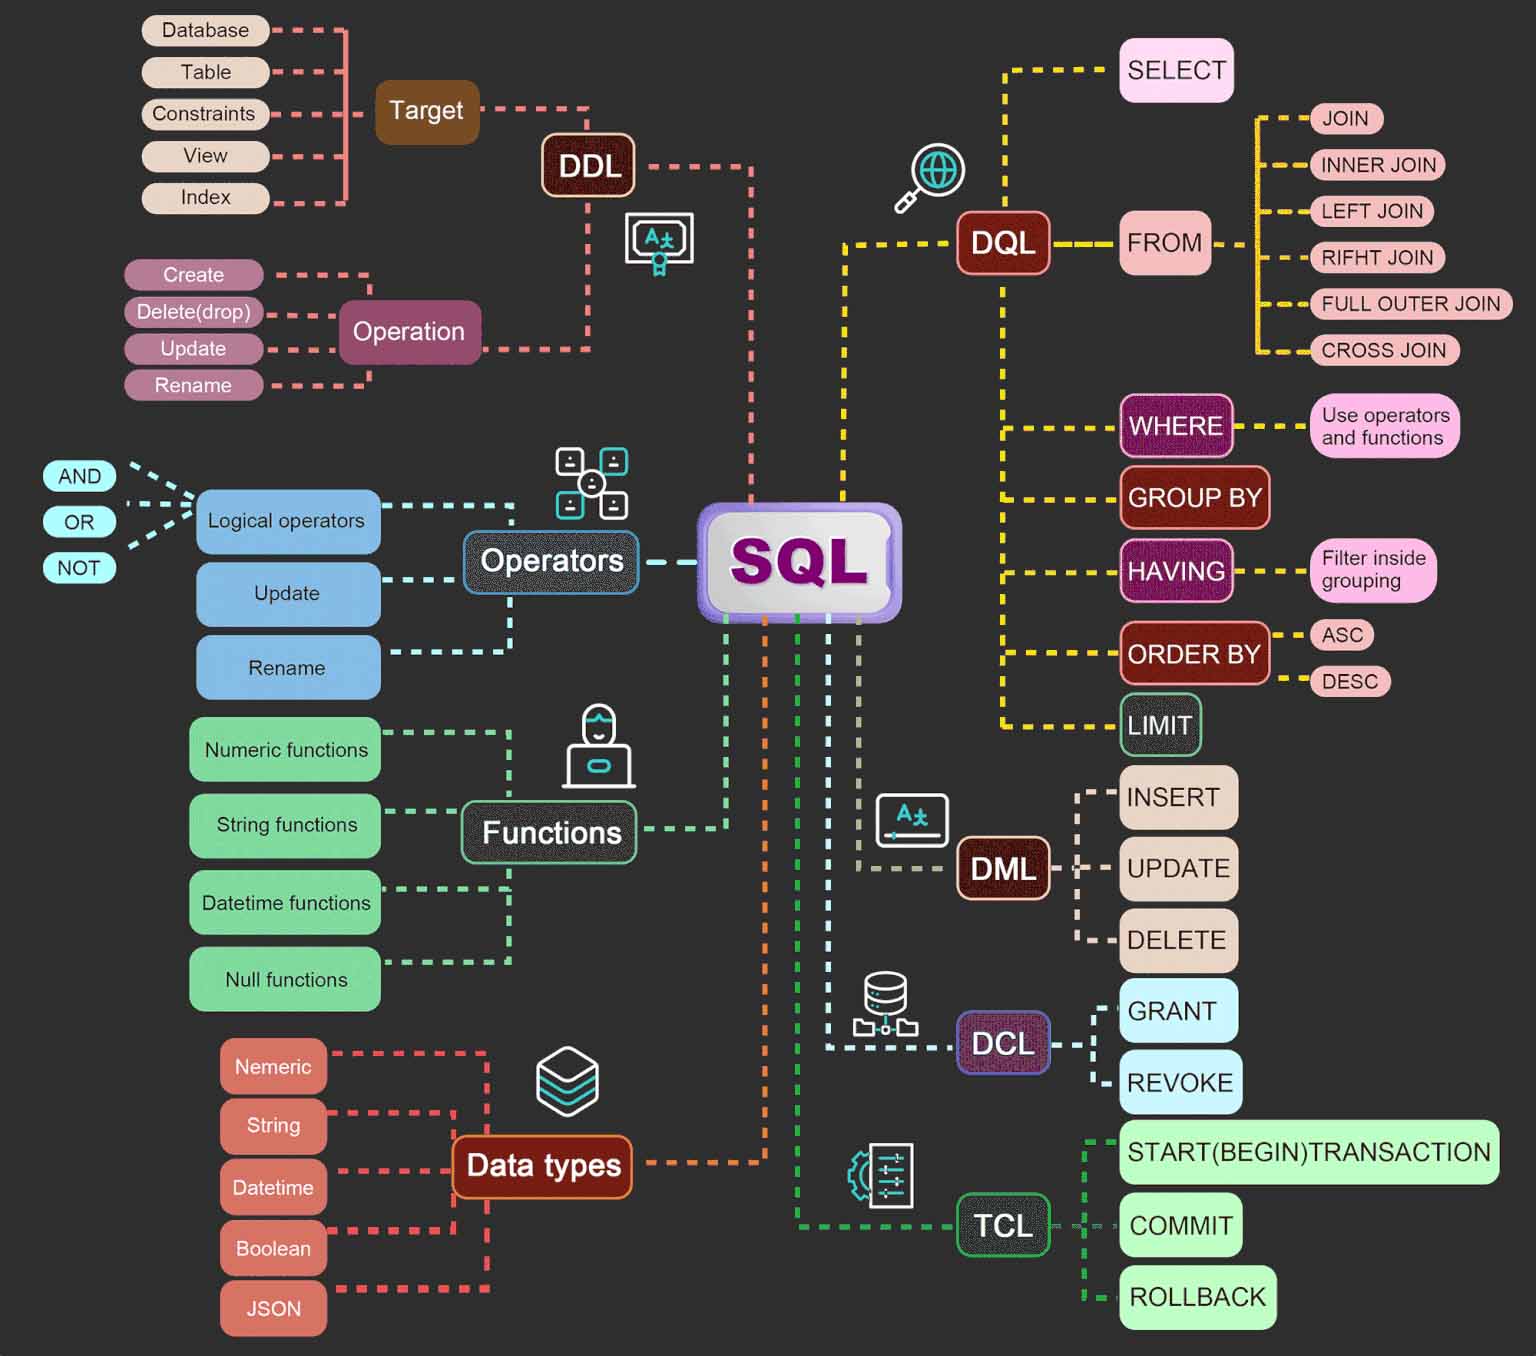 Database
Table
Constraints
View
Index
Target
DDL
Create
Delete(drop)
Update
Rename
Operation
AND
OR
NOT
Logical operators
Update
Rename
Operators
Numeric functions
String functions
Datetime functions
Null functions
Functions
Nemeric
String
Datetime
Boolean
JSON
Data types
SQL
DQL
SELECT
FROM
JOIN
INNER JOIN
LEFT JOIN
RIFHT JOIN
FULL OUTER JOIN
CROSS JOIN
WHERE
Use operators
and functions
GROUP BY
HAVING
Filter inside
grouping
ORDER BY
ASC
DESC
LIMIT
DML
INSERT
UPDATE
DELETE
DCL
GRANT
REVOKE
TCL
START(BEGIN)TRANSACTION
COMMIT
ROLLBACK